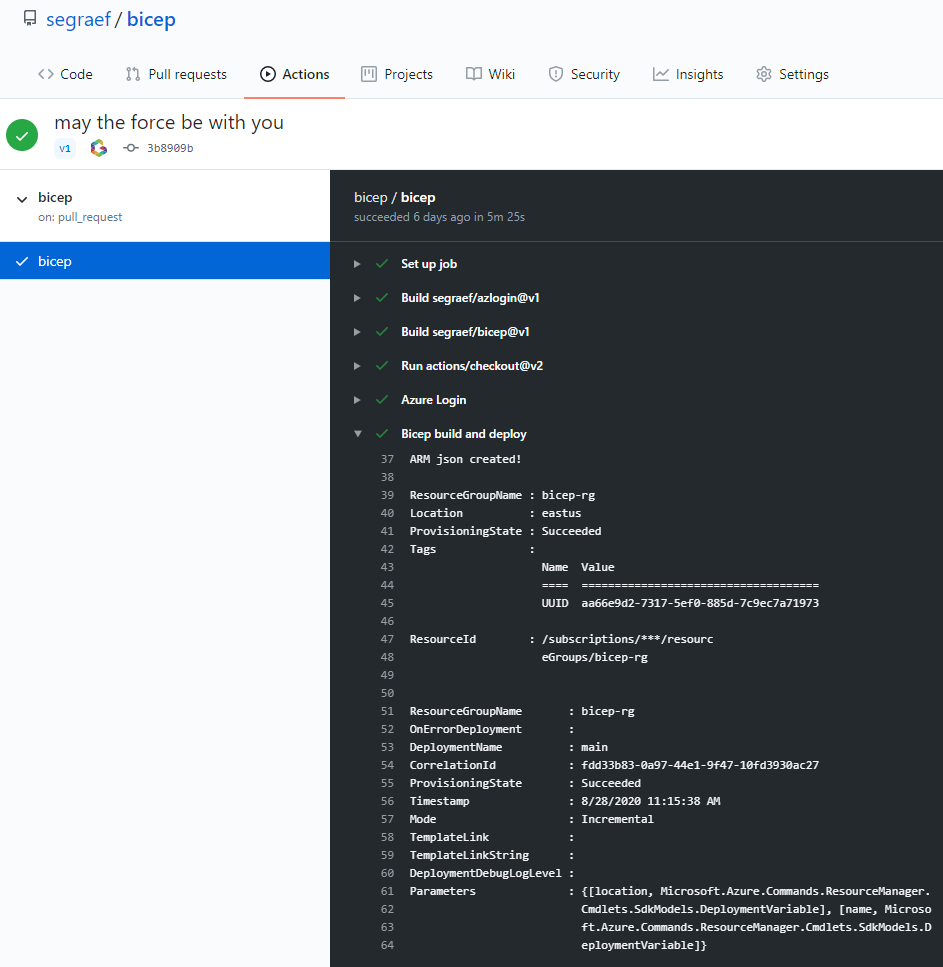 segraef / bicep
Code Pull requests Actions Projects Wiki Security Insights Settings
may the force be with you
v1 3b8909b
bicep
on: pull_request
bicep
bicep / bicep
succeeded 6 days ago in 5m 25s
Set up job
Build segraef/azlogin@v1
Build segraef/bicep@v1
Run actions/checkout@v2
Azure Login
Bicep build and deploy
37 ARM json created!
38
39 ResourceGroupName : bicep-rg
40 Location : eastus
41 ProvisioningState : Succeeded
42 Tags :
43 Name Value
44 ==== ====================================
45 UUID aa66e9d2-7317-5ef0-885d-7c9ec7a71973
46
47 ResourceId : /subscriptions/***/resourc
48 eGroups/bicep-rg
49
50
51 ResourceGroupName : bicep-rg
52 OnErrorDeployment :
53 DeploymentName : main
54 CorrelationId : fdd33b83-0a97-44e1-9f47-10fd3930ac27
55 ProvisioningState : Succeeded
56 Timestamp : 8/28/2020 11:15:38 AM
57 Mode : Incremental
58 TemplateLink :
59 TemplateLinkString :
60 DeploymentDebugLogLevel :
61 Parameters : {[location, Microsoft.Azure.Commands.ResourceManager.
62 Cmdlets.SdkModels.DeploymentVariable], [name, Microso
63 ft.Azure.Commands.ResourceManager.Cmdlets.SdkModels.D
64 eploymentVariable]}